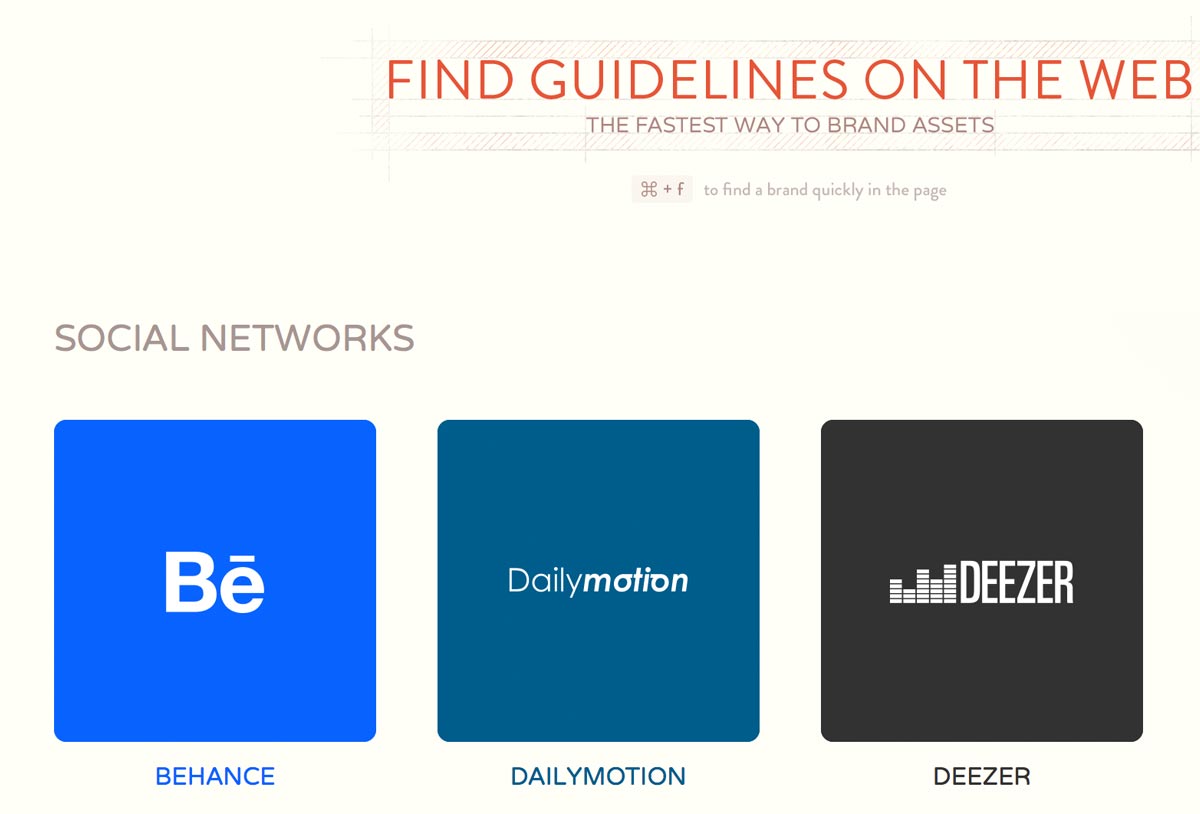 FIND GUIDELINES ON THE WEB
THE FASTEST WAY TO BRAND ASSETS
⌘ + f to find a brand quickly in the page
SOCIAL NETWORKS
Bē
Dailymotion
DEEZER
BEHANCE
DAILYMOTION
DEEZER